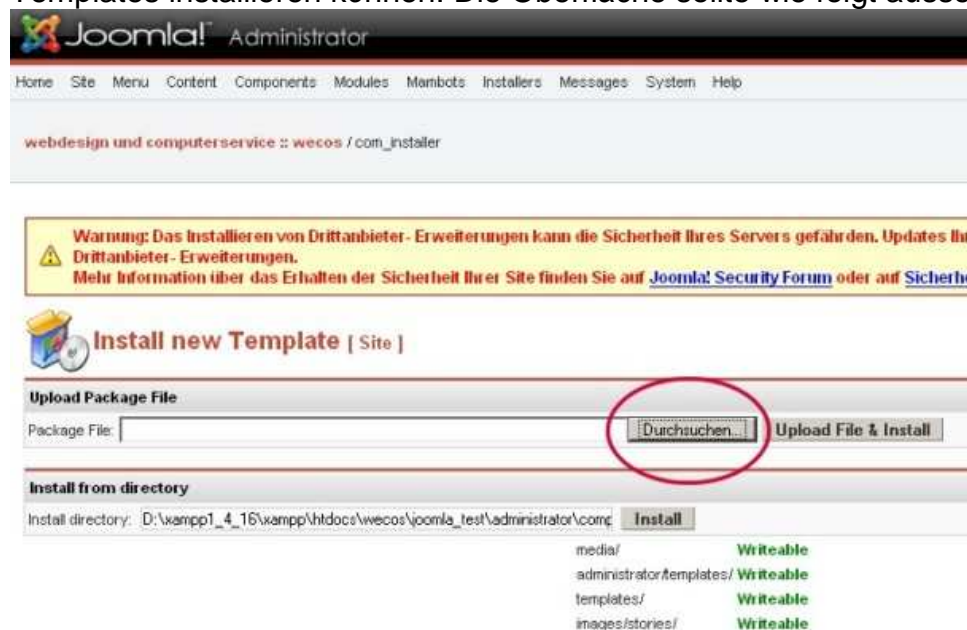 Templates installieren können. Die Oberfläche sollte wie folgt ausse
Joomla! Administrator
Home Site Menu Content Components Modules Mambots Installers Messages System Help
webdesign und computerservice :: wecos / com_installer
Warnung: Das Installieren von Drittanbieter- Erweiterungen kann die Sicherheit Ihres Servers gefährden. Updates Ih
Drittanbieter- Erweiterungen.
Mehr Information über das Erhalten der Sicherheit Ihrer Site finden Sie auf Joomla! Security Forum oder auf Sicherh
Install new Template [ Site ]
Upload Package File
Package File: Durchsuchen... Upload File & Install
Install from directory
Install directory: D:\xampp1_4_16\xampp\htdocs\wecos\joomla_test\administrator\comp Install
media/ Writeable
administrator/templates/ Writeable
templates/ Writeable
images/stories/ Writeable